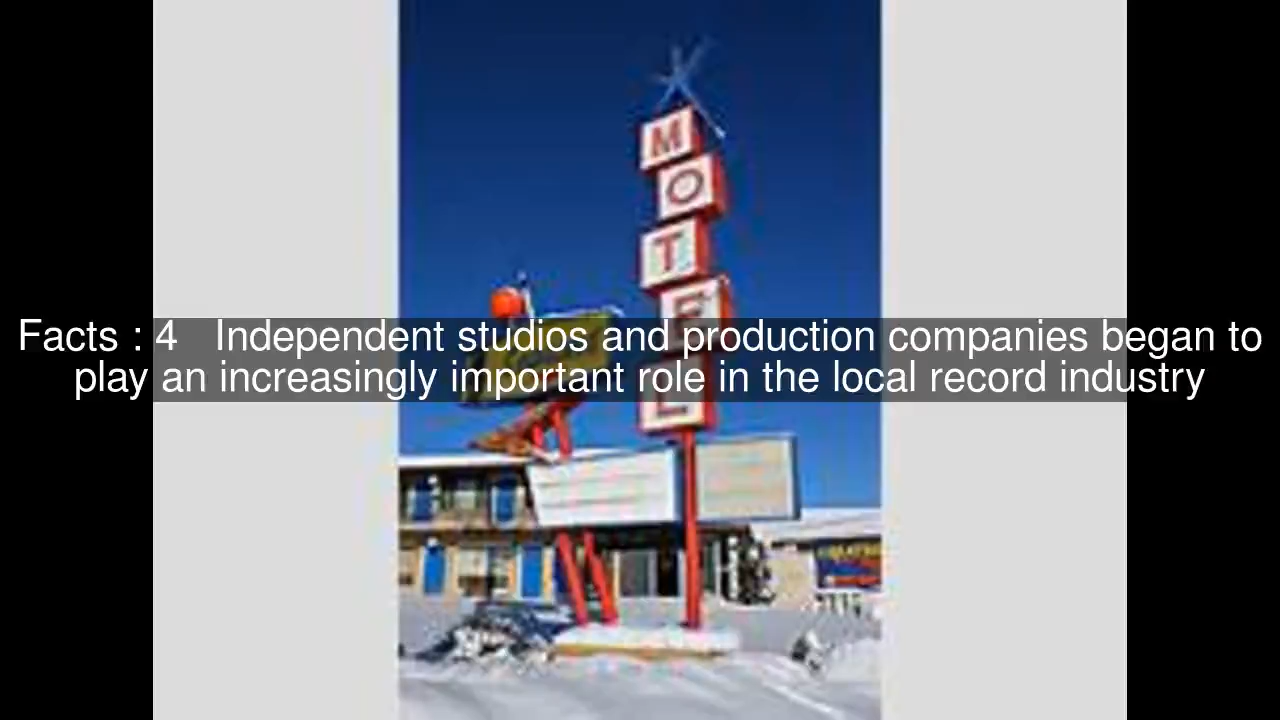 M
O
T
E
L
Facts : 4 Independent studios and production companies began to
play an increasingly important role in the local record industry